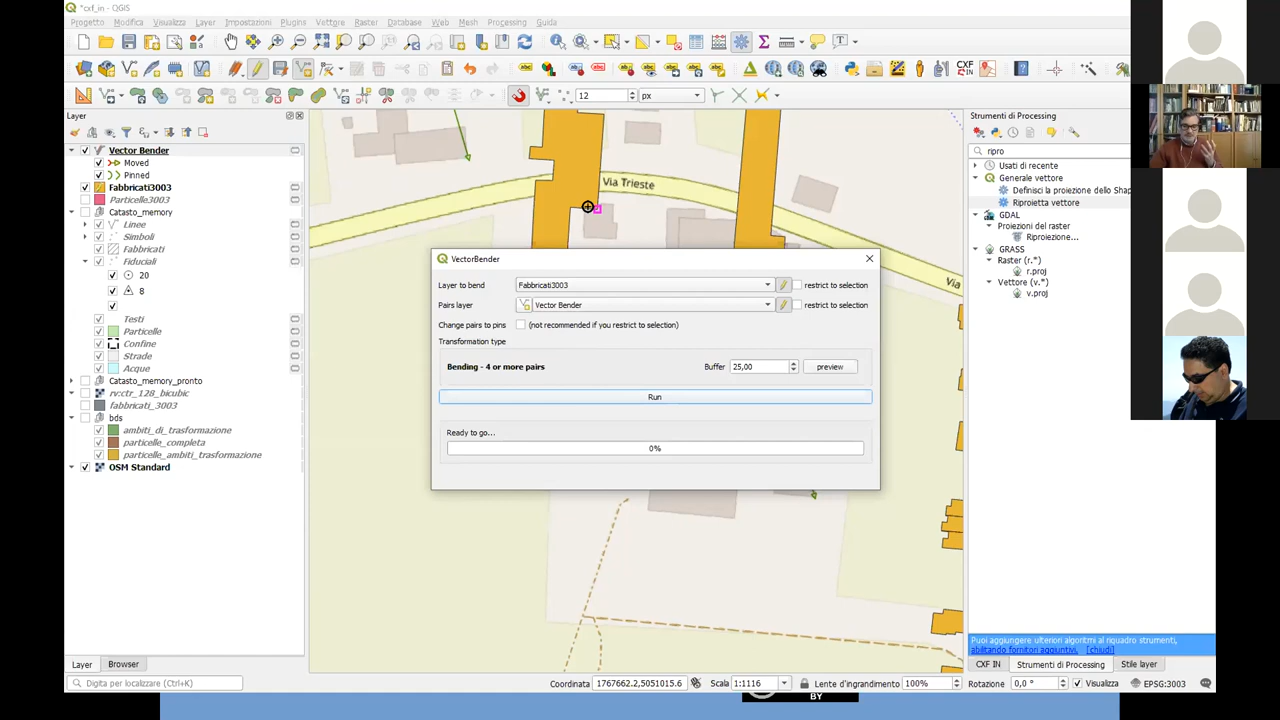 *cxf_in - QGIS
Progetto Modifica Visualizza Layer Impostazioni Plugins Vettore Raster Database Web Mesh Processing Guida
CXF
IN
12 px
Layer
Vector Bender
Moved
Pinned
Fabbricati3003
Particelle3003
Catasto_memory
Linee
Simboli
Fabbricati
Fiduciali
20
8
Testi
Particelle
Confine
Strade
Acque
Catasto_memory_pronto
rv:ctr_128_bicubic
fabbricati_3003
bds
ambiti_di_trasformazione
particelle_completa
particelle_ambiti_trasformazione
OSM Standard
Layer Browser
Via Trieste
Via
VectorBender
Layer to bend Fabbricati3003 restrict to selection
Pairs layer Vector Bender restrict to selection
Change pairs to pins (not recommended if you restrict to selection)
Transformation type
Bending - 4 or more pairs Buffer 25,00 preview
Run
Ready to go...
0%
Strumenti di Processing
ripro
Usati di recente
Generale vettore
Definisci la proiezione dello Shap
Riproietta vettore
GDAL
Proiezioni del raster
Riproiezione...
GRASS
Raster (r.*)
r.proj
Vettore (v.*)
v.proj
Puoi aggiungere ulteriori algoritmi al riquadro strumenti,
abilitando fornitori aggiuntivi. [chiudi]
CXF IN Strumenti di Processing Stile layer
Digita per localizzare (Ctrl+K) Coordinata 1767662.2,5051015.6 Scala 1:1116 Lente d'ingrandimento 100% Rotazione 0,0 ° Visualizza EPSG:3003
BY